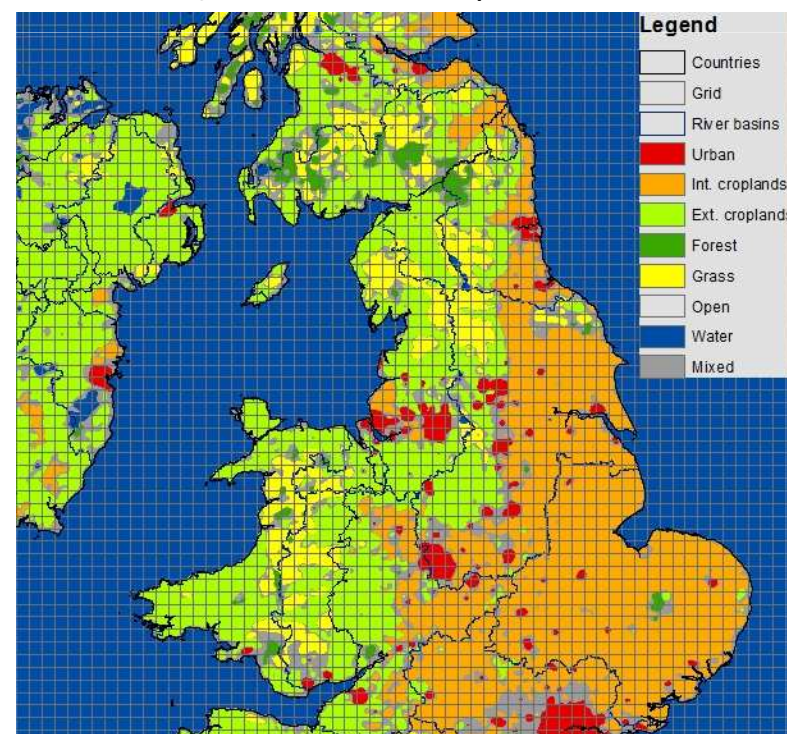 Legend
Countries
Grid
River basins
Urban
Int. croplands
Ext. croplands
Forest
Grass
Open
Water
Mixed